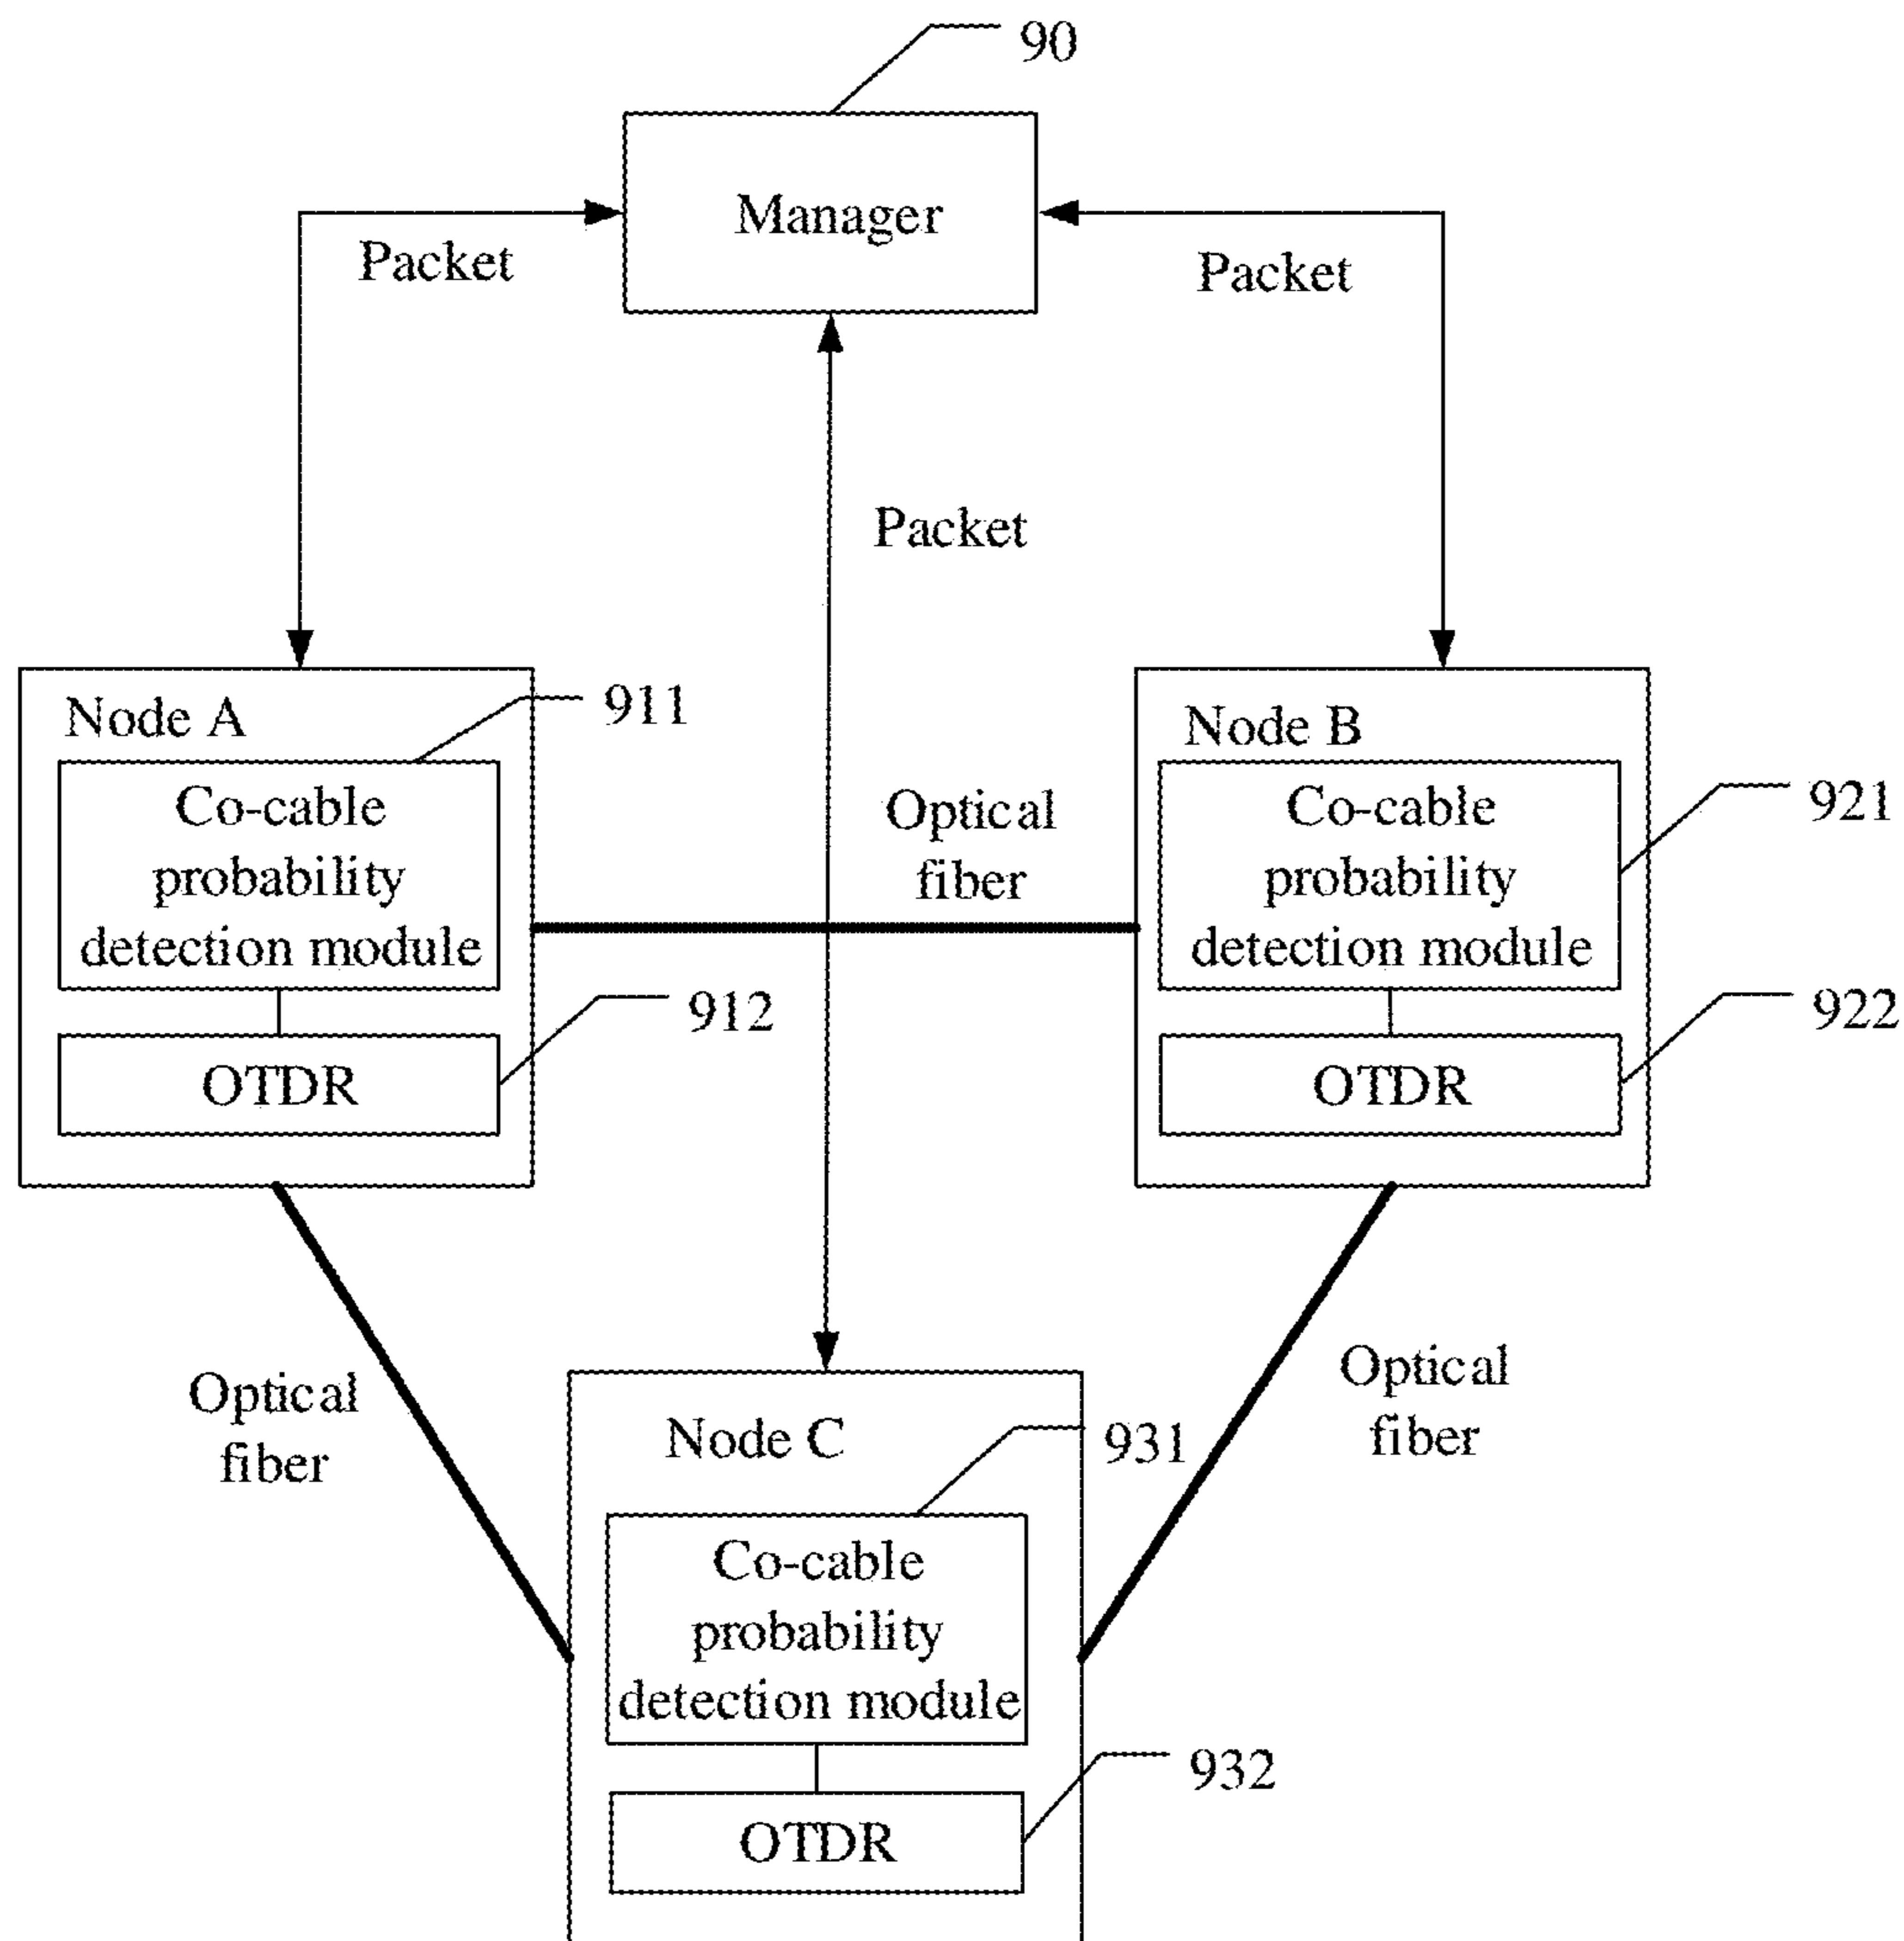 90
Manager
Packet
Packet
Packet
Node A
911
Co-cable
probability
detection module
912
OTDR
Optical
fiber
Node B
Co-cable
probability
detection module
921
922
OTDR
Optical
fiber
Optical
fiber
Node C
931
Co-cable
probability
detection module
932
OTDR